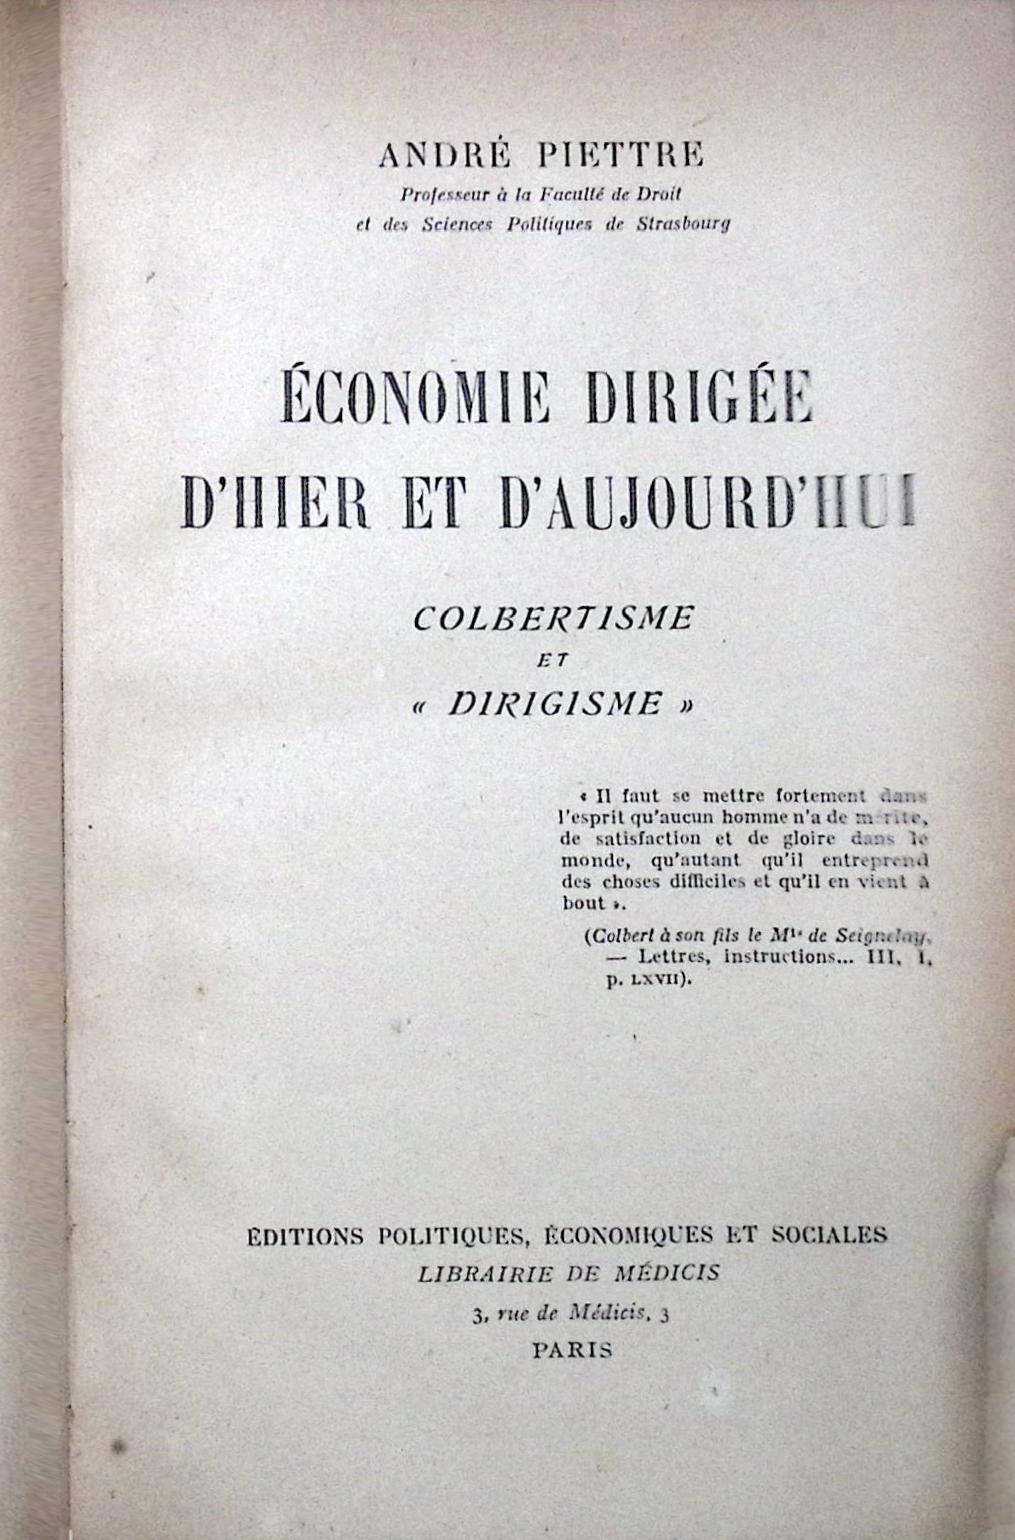 ANDRÉ PIETTRE
Professeur à la Faculté de Droit
et des Sciences Politiques de Strasbourg
ÉCONOMIE DIRIGÉE
D'HIER ET D'AUJOURD'HUI
COLBERTISME
ET
« DIRIGISME »
« Il faut se mettre fortement dans
l'esprit qu'aucun homme n'a de mérite,
de satisfaction et de gloire dans le
monde, qu'autant qu'il entreprend
des choses difficiles et qu'il en vient à
bout ».
(Colbert à son fils le Mis de Seignelay,
— Lettres, instructions... III, I,
p. LXVII).
ÉDITIONS POLITIQUES, ÉCONOMIQUES ET SOCIALES
LIBRAIRIE DE MÉDICIS
3, rue de Médicis, 3
PARIS